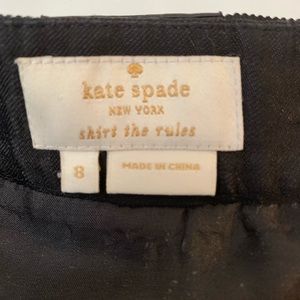 kate spade
NEW YORK
skirt the rules
8
MADE IN CHINA